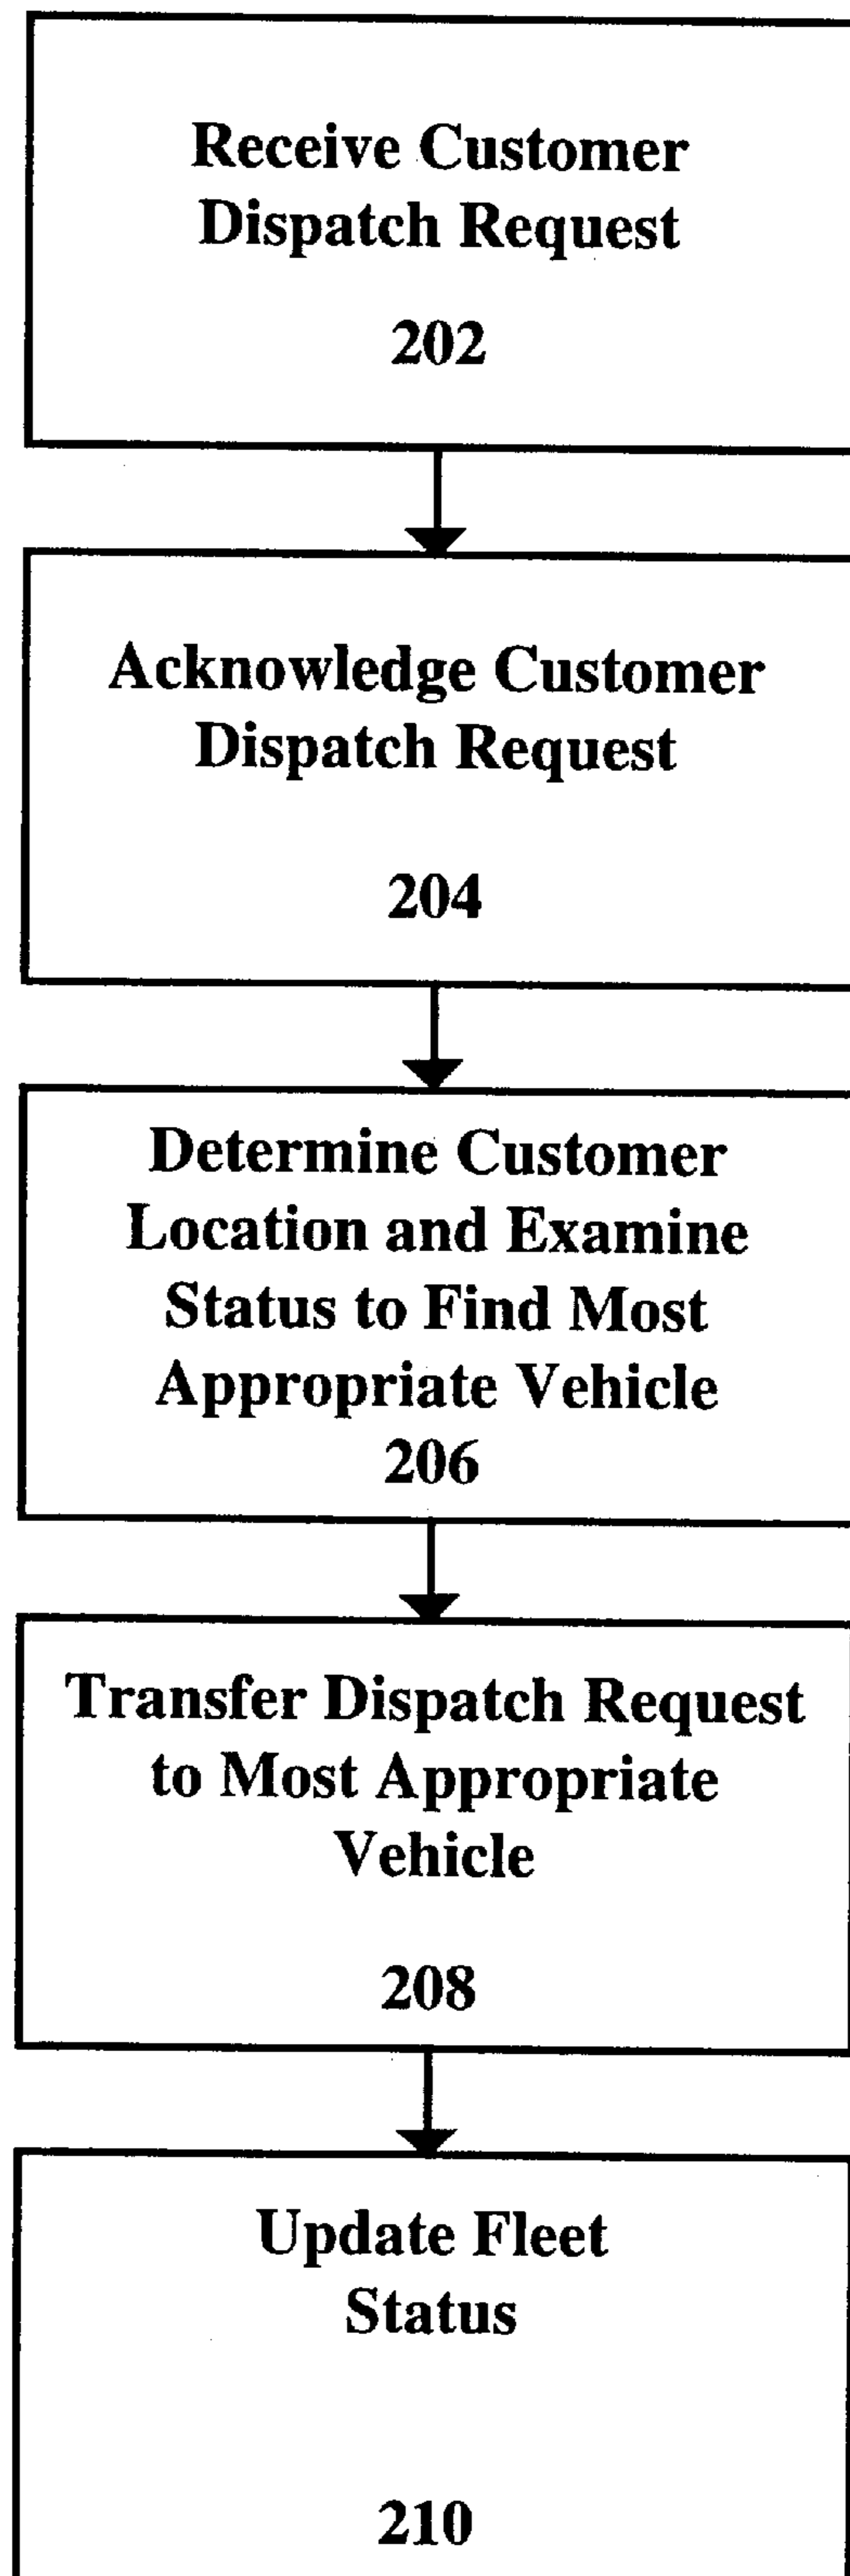 Receive Customer
Dispatch Request
202
Acknowledge Customer
Dispatch Request
204
Determine Customer
Location and Examine
Status to Find Most
Appropriate Vehicle
206
Transfer Dispatch Request
to Most Appropriate
Vehicle
208
Update Fleet
Status
210